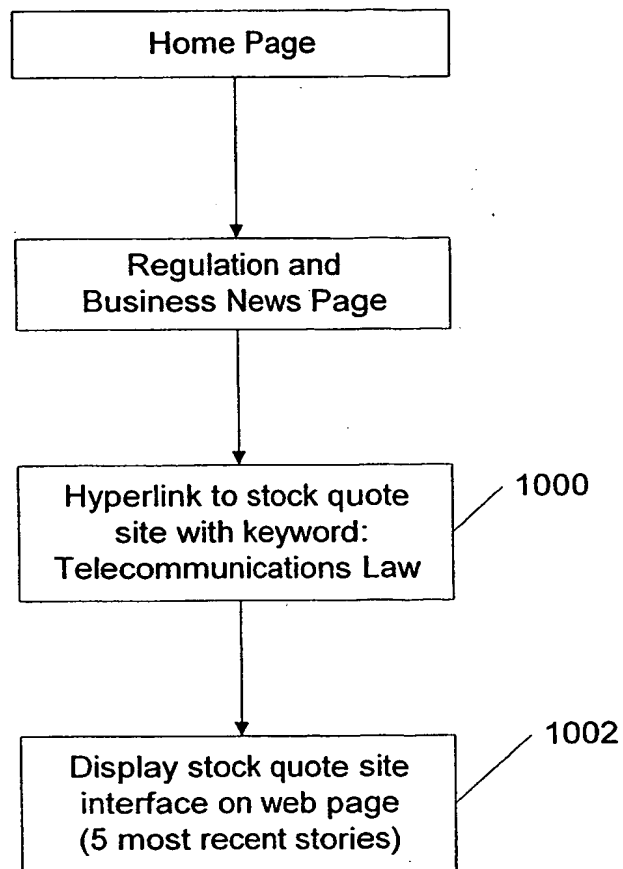 Home Page
Regulation and
Business News Page
Hyperlink to stock quote
site with keyword:
Telecommunications Law
1000
Display stock quote site
interface on web page
(5 most recent stories)
1002